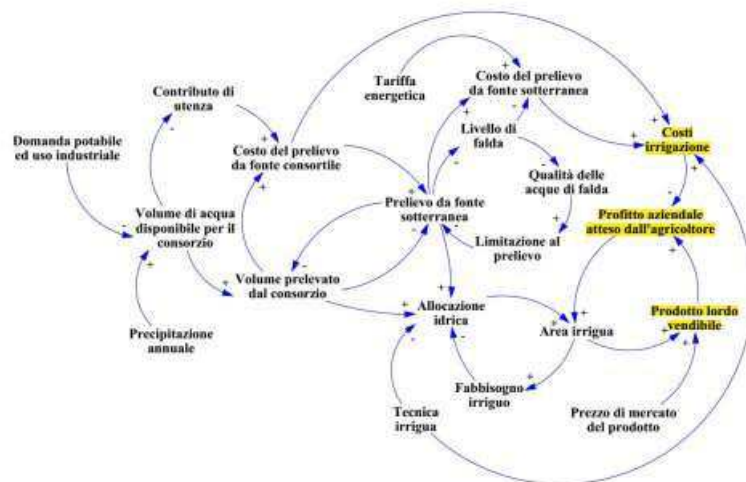 Contributo di
utenza
Tariffa
energetica
Costo del prelievo
da fonte sotterranea
Domanda potabile
ed uso industriale
Costo del prelievo
da fonte consortile
Livello di
falda
Costi
irrigazione
Qualità delle
acque di falda
Volume di acqua
disponibile per il
consorzio
Prelievo da fonte
sotterranea
Limitazione al
prelievo
Profitto aziendale
atteso dall'agricoltore
Volume prelevato
dal consorzio
Allocazione
idrica
Area irrigua
Prodotto lordo
vendibile
Precipitazione
annuale
Tecnica
irrigua
Fabbisogno
irriguo
Prezzo di mercato
del prodotto